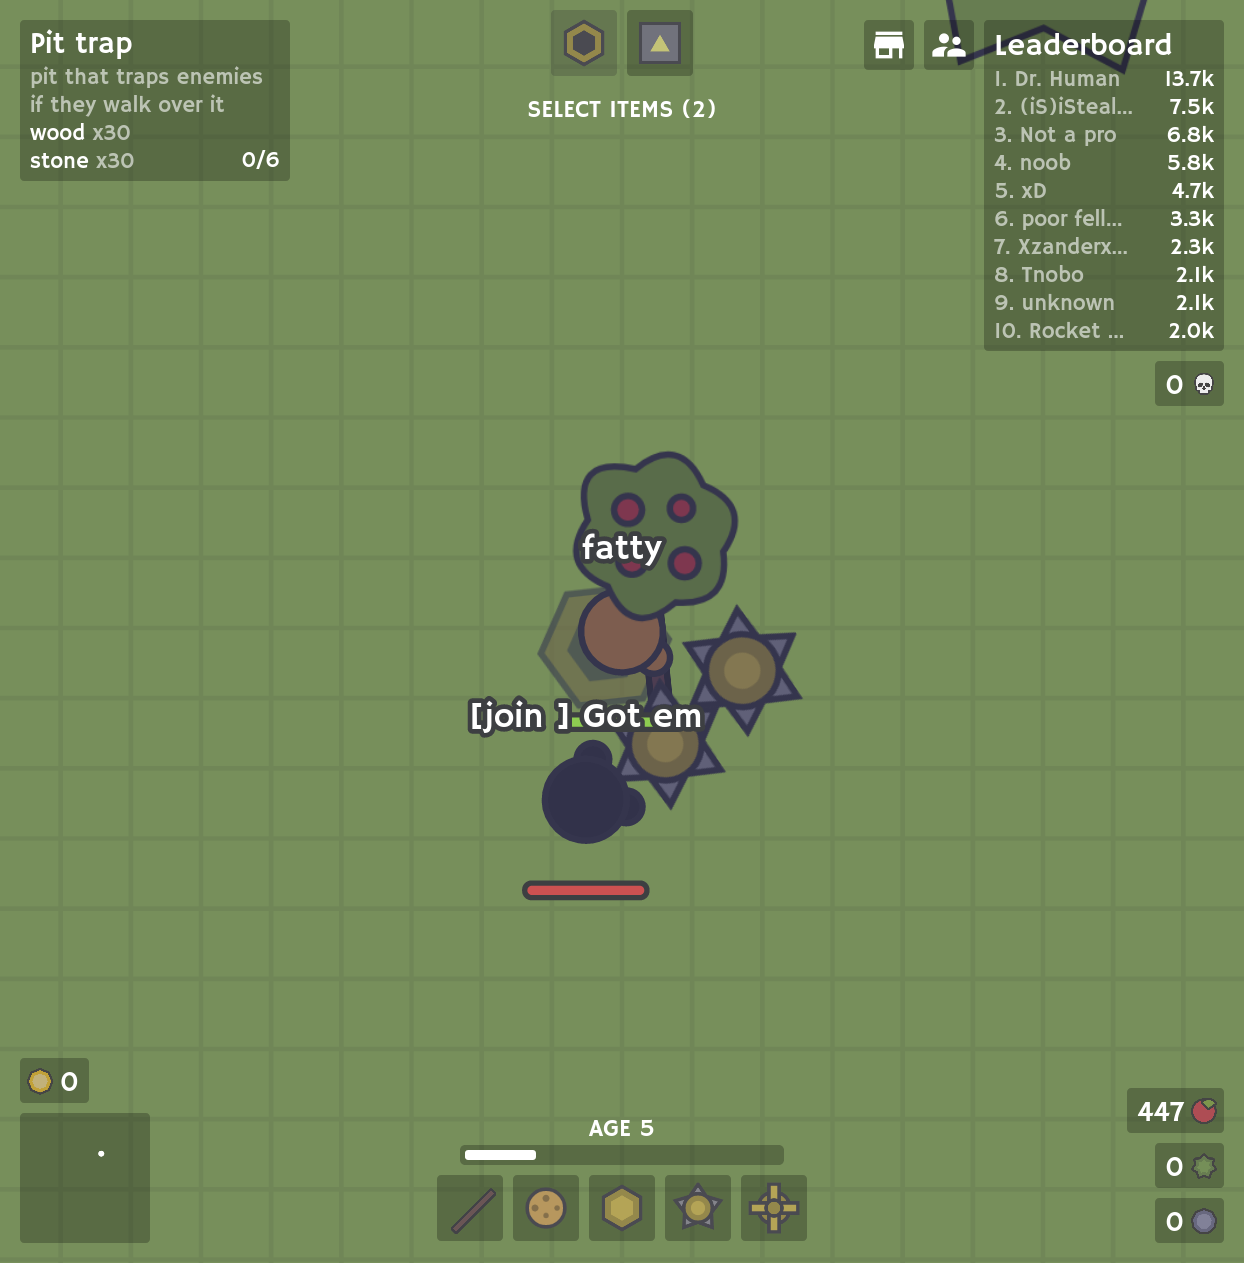 Pit trap
pit that traps enemies
if they walk over it
wood x30
stone x30 0/6
SELECT ITEMS (2)
Leaderboard
1. Dr. Human 13.7k
2. (iS)iSteal... 7.5k
3. Not a pro 6.8k
4. noob 5.8k
5. xD 4.7k
6. poor fell... 3.3k
7. Xzanderx... 2.3k
8. Tnobo 2.1k
9. unknown 2.1k
10. Rocket ... 2.0k
0
fatty
[join ] Got em
0
AGE 5
447
0
0